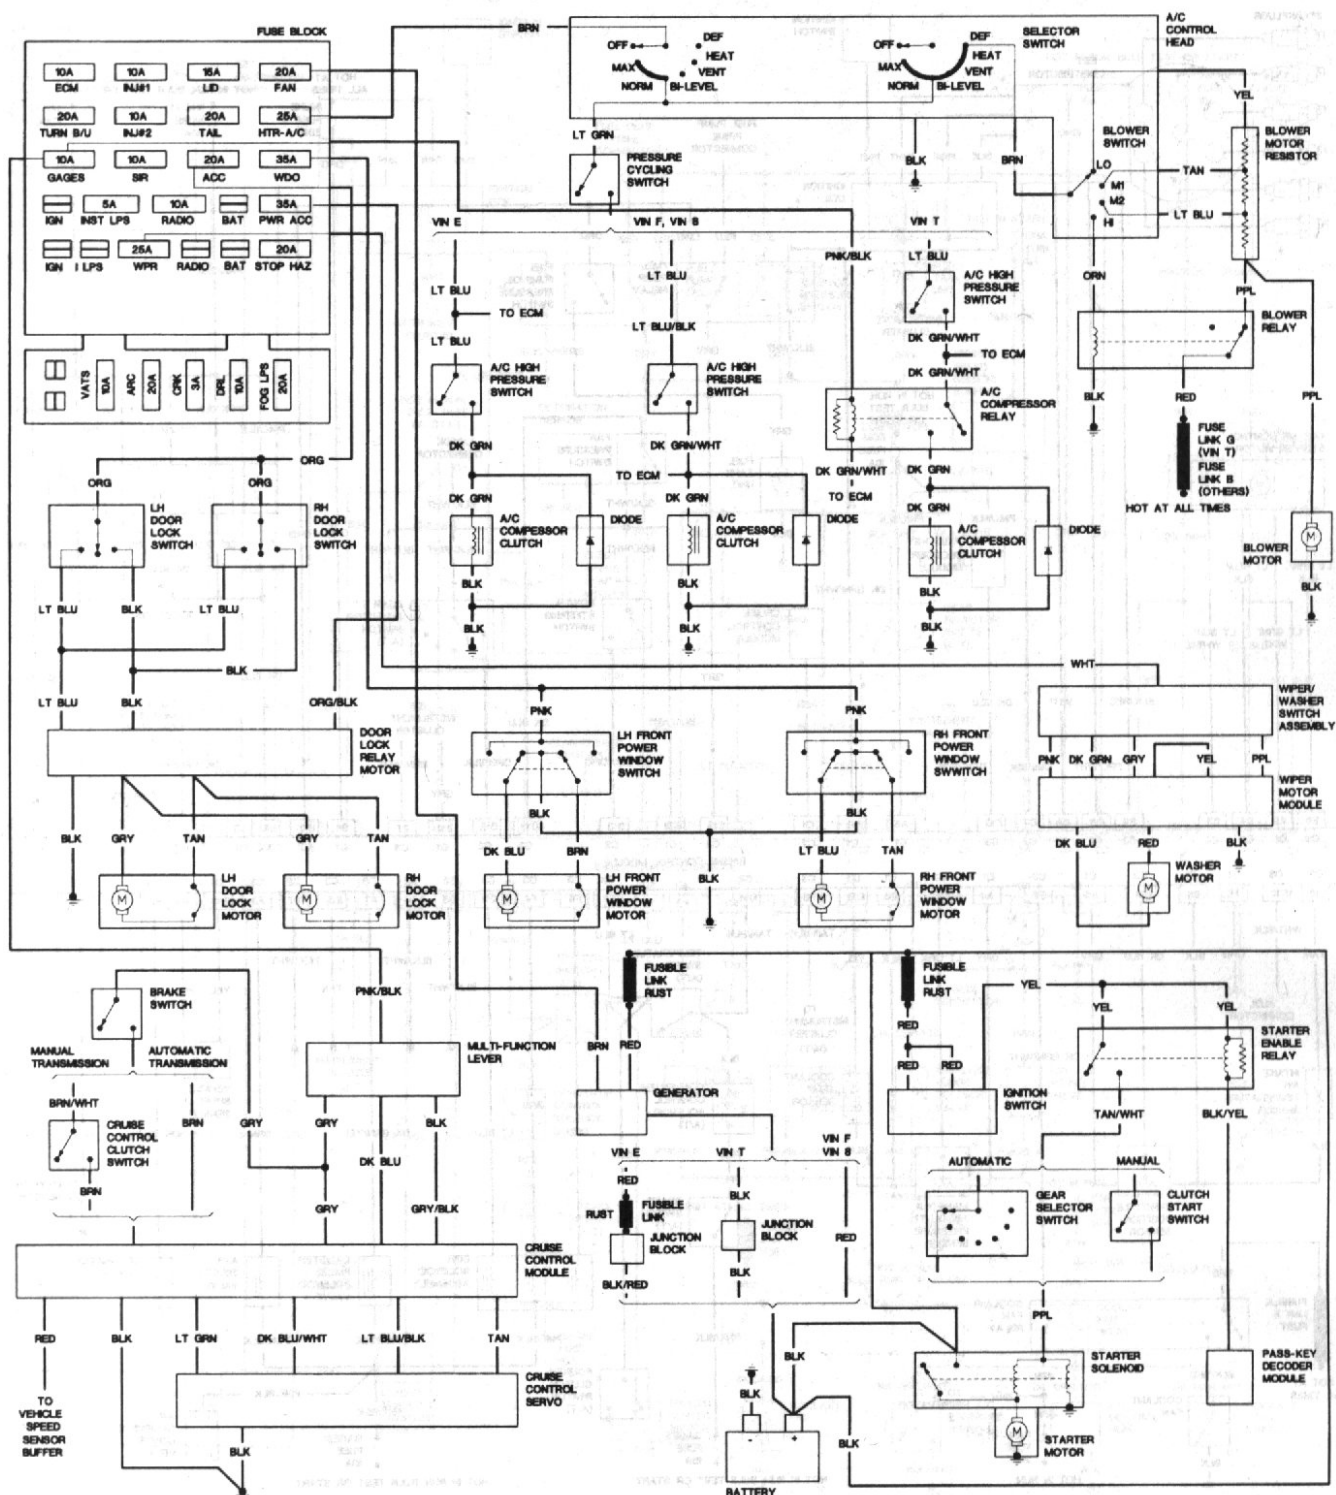 FUSE BLOCK
10A 10A 15A 20A
ECM INJ#1 LID FAN
20A 10A 20A 25A
TURN B/U INJ#2 TAIL HTR-A/C
10A 10A 20A 35A
GAGES SIR ACC WDO
5A 10A 35A
IGN INST LPS RADIO BAT PWR ACC
25A 20A
IGN I LPS WPR RADIO BAT STOP HAZ
VATS 10A ARC 20A CRK 3A DRL 10A FOG LPS 20A
BRN
OFF
MAX
NORM
BI-LEVEL
VENT
HEAT
DEF
OFF
MAX
NORM
BI-LEVEL
VENT
HEAT
DEF
SELECTOR
SWITCH
A/C
CONTROL
HEAD
LT GRN
PRESSURE
CYCLING
SWITCH
BLK
BRN
BLOWER
SWITCH
LO
M1
M2
HI
YEL
TAN
LT BLU
BLOWER
MOTOR
RESISTOR
VIN E
VIN F, VIN S
VIN T
LT BLU
TO ECM
LT BLU
A/C HIGH
PRESSURE
SWITCH
DK GRN
DK GRN
A/C
COMPRESSOR
CLUTCH
DIODE
BLK
BLK
LT BLU
LT BLU/BLK
A/C HIGH
PRESSURE
SWITCH
DK GRN/WHT
TO ECM
DK GRN
A/C
COMPRESSOR
CLUTCH
DIODE
BLK
BLK
PNK/BLK
LT BLU
A/C HIGH
PRESSURE
SWITCH
DK GRN/WHT
TO ECM
DK GRN/WHT
A/C
COMPRESSOR
RELAY
DK GRN/WHT
TO ECM
DK GRN
DK GRN
A/C
COMPRESSOR
CLUTCH
DIODE
BLK
BLK
ORN
PPL
BLOWER
RELAY
BLK
RED
PPL
FUSE
LINK G
(VIN T)
FUSE
LINK B
(OTHERS)
HOT AT ALL TIMES
BLOWER
MOTOR
M
BLK
ORG
ORG
ORG
LH
DOOR
LOCK
SWITCH
RH
DOOR
LOCK
SWITCH
LT BLU
BLK
LT BLU
BLK
LT BLU
BLK
ORG/BLK
DOOR
LOCK
RELAY
MOTOR
BLK
GRY
TAN
GRY
TAN
M
LH
DOOR
LOCK
MOTOR
M
RH
DOOR
LOCK
MOTOR
PNK
LH FRONT
POWER
WINDOW
SWITCH
BLK
DK BLU
BRN
M
LH FRONT
POWER
WINDOW
MOTOR
BLK
PNK
RH FRONT
POWER
WINDOW
SWWITCH
BLK
LT BLU
TAN
M
RH FRONT
POWER
WINDOW
MOTOR
WHT
WIPER/
WASHER
SWITCH
ASSEMBLY
PNK DK GRN GRY YEL PPL
WIPER
MOTOR
MODULE
DK BLU
RED
BLK
M
WASHER
MOTOR
BRAKE
SWITCH
MANUAL
TRANSMISSION
AUTOMATIC
TRANSMISSION
BRN/WHT
CRUISE
CONTROL
CLUTCH
SWITCH
BRN
BRN
GRY
PNK/BLK
MULTI-FUNCTION
LEVER
GRY
DK BLU
BLK
GRY
GRY/BLK
CRUISE
CONTROL
MODULE
RED
BLK
LT GRN
DK BLU/WHT
LT BLU/BLK
TAN
TO
VEHICLE
SPEED
SENSOR
BUFFER
CRUISE
CONTROL
SERVO
BLK
FUSIBLE
LINK
RUST
BRN
RED
GENERATOR
VIN E
VIN T
VIN F
VIN S
RED
RUST
FUSIBLE
LINK
JUNCTION
BLOCK
BLK/RED
BLK
JUNCTION
BLOCK
BLK
RED
BLK
BLK
- +
BATTERY
BLK
FUSIBLE
LINK
RUST
RED
RED
RED
IGNITION
SWITCH
YEL
YEL
YEL
STARTER
ENABLE
RELAY
TAN/WHT
BLK/YEL
AUTOMATIC
MANUAL
GEAR
SELECTOR
SWITCH
CLUTCH
START
SWITCH
PPL
STARTER
SOLENOID
M
STARTER
MOTOR
PASS-KEY
DECODER
MODULE